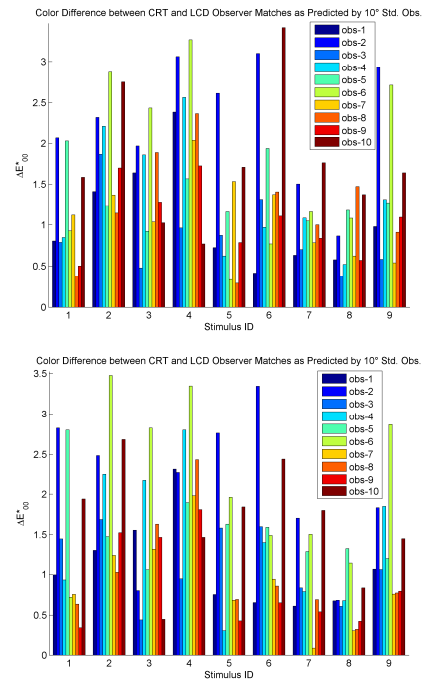 Color Difference between CRT and LCD Observer Matches as Predicted by 10° Std. Obs.
3
2.5
2
1.5
1
0.5
0
ΔE*00
obs-1
obs-2
obs-3
obs-4
obs-5
obs-6
obs-7
obs-8
obs-9
obs-10
1 2 3 4 5 6 7 8 9
Stimulus ID
Color Difference between CRT and LCD Observer Matches as Predicted by 10° Std. Obs.
3.5
3
2.5
2
1.5
1
0.5
0
ΔE*00
obs-1
obs-2
obs-3
obs-4
obs-5
obs-6
obs-7
obs-8
obs-9
obs-10
1 2 3 4 5 6 7 8 9
Stimulus ID